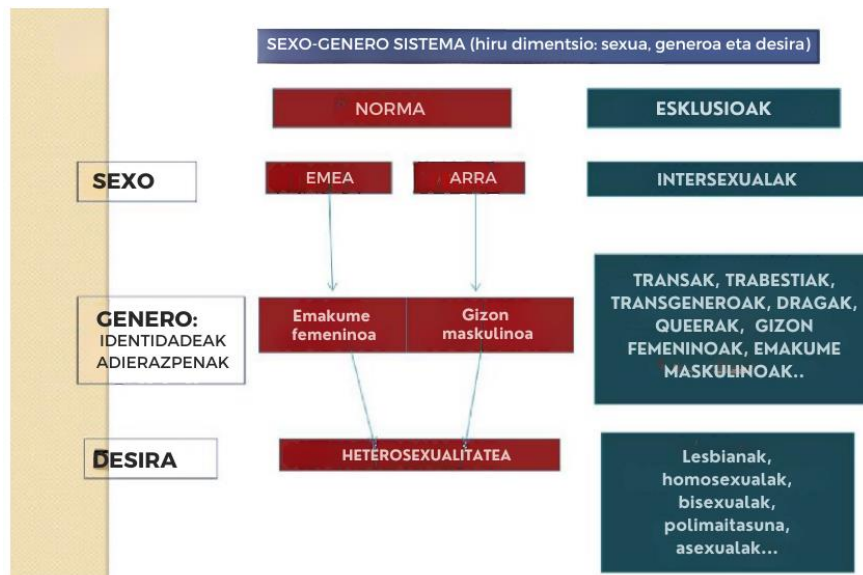 SEXO-GENERO SISTEMA (hiru dimentsio: sexua, generoa eta desira)
NORMA
ESKLUSIOAK
SEXO
EMEA
ARRA
INTERSEXUALAK
GENERO:
IDENTIDADEAK
ADIERAZPENAK
Emakume
femeninoa
Gizon
maskulinoa
TRANSAK, TRABESTIAK,
TRANSGENEROAK, DRAGAK,
QUEERAK, GIZON
FEMENINOAK, EMAKUME
MASKULINOAK..
DESIRA
HETEROSEXUALITATEA
Lesbianak,
homosexualak,
bisexualak,
polimaitasuna,
asexualak...